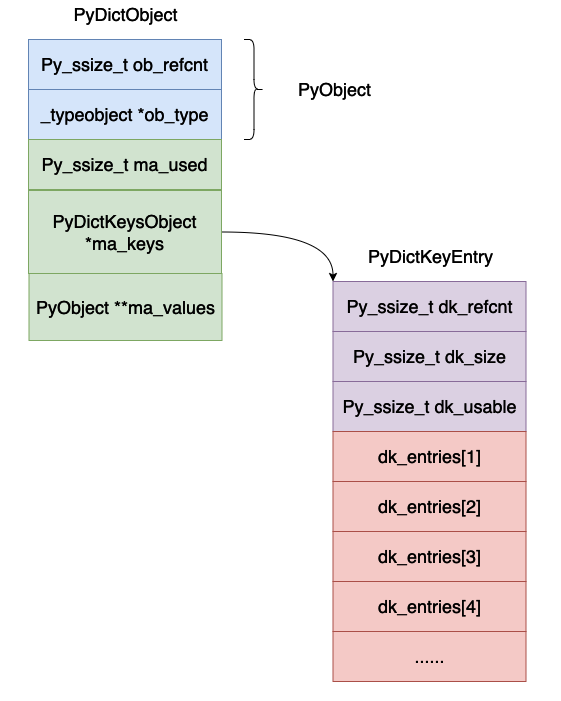 PyDictObject
Py_ssize_t ob_refcnt
_typeobject *ob_type
PyObject
Py_ssize_t ma_used
PyDictKeysObject
*ma_keys
PyObject **ma_values
PyDictKeyEntry
Py_ssize_t dk_refcnt
Py_ssize_t dk_size
Py_ssize_t dk_usable
dk_entries[1]
dk_entries[2]
dk_entries[3]
dk_entries[4]
......